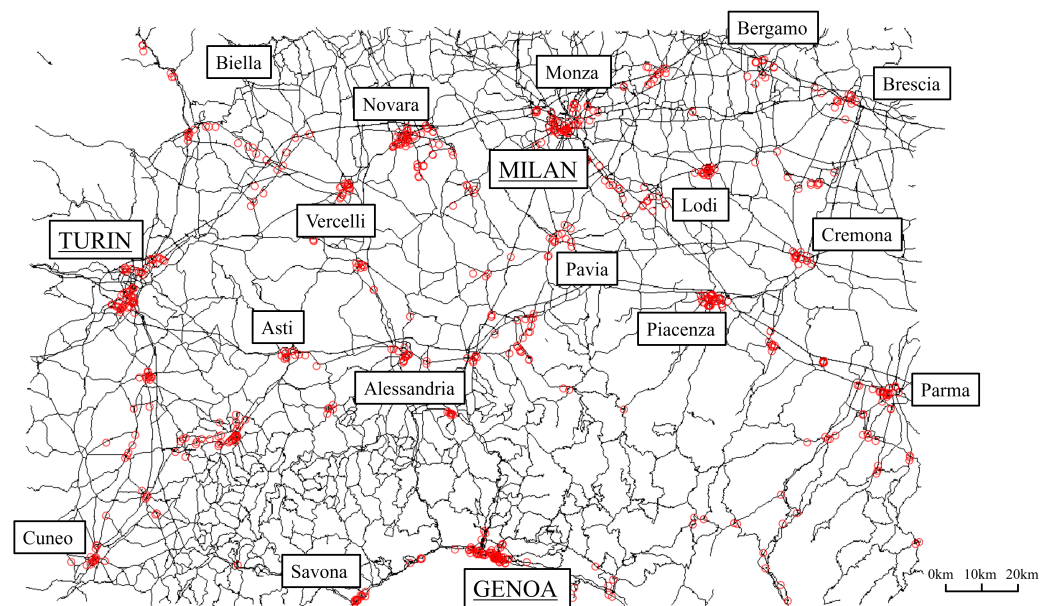 Bergamo
Biella
Monza
Brescia
Novara
MILAN
Lodi
Vercelli
TURIN
Cremona
Pavia
Asti
Piacenza
Alessandria
Parma
Cuneo
Savona
GENOA
0km 10km 20km